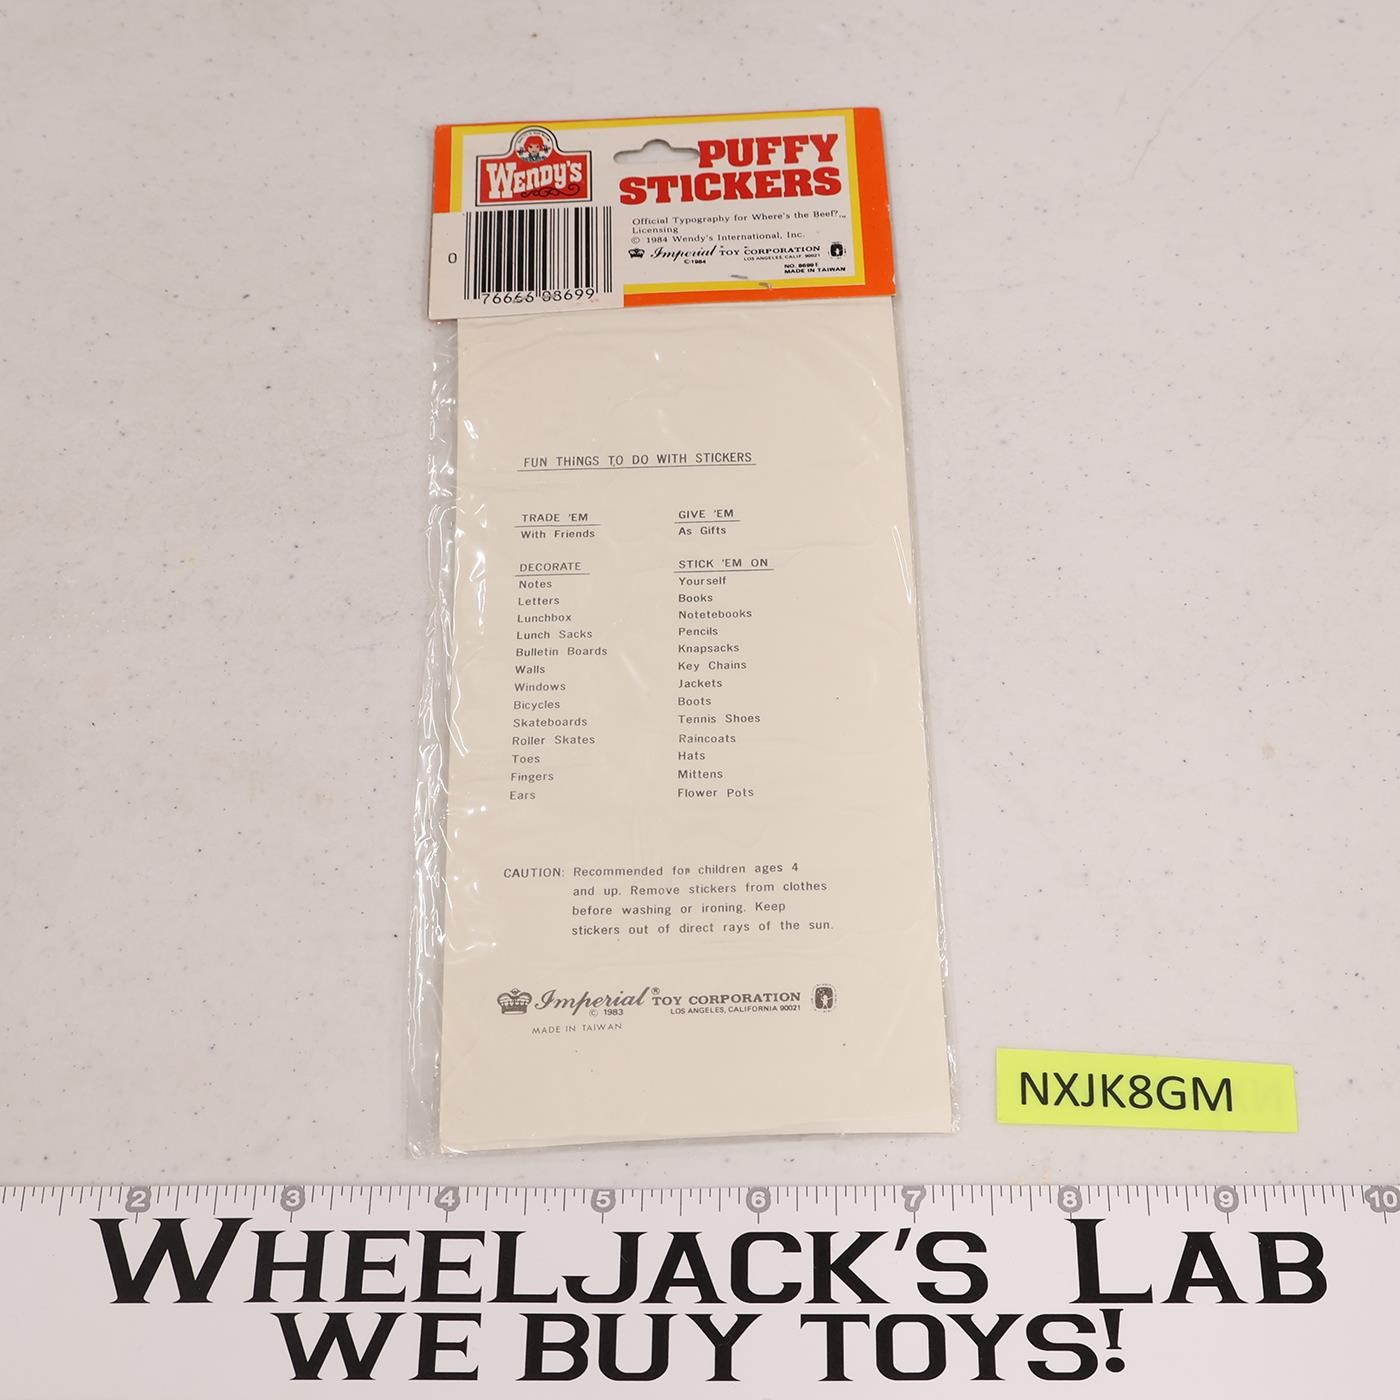 WENDY'S
PUFFY
STICKERS
Official Typography for Where's the Beef?™
Licensing
© 1984 Wendy's International, Inc.
Imperial® TOY CORPORATION
©1984
LOS ANGELES, CALIF. 90021
NO. 8699
MADE IN TAIWAN
0
76666 08699
FUN THINGS TO DO WITH STICKERS
TRADE 'EM
With Friends
GIVE 'EM
As Gifts
DECORATE
Notes
Letters
Lunchbox
Lunch Sacks
Bulletin Boards
Walls
Windows
Bicycles
Skateboards
Roller Skates
Toes
Fingers
Ears
STICK 'EM ON
Yourself
Books
Notetebooks
Pencils
Knapsacks
Key Chains
Jackets
Boots
Tennis Shoes
Raincoats
Hats
Mittens
Flower Pots
CAUTION: Recommended for children ages 4
and up. Remove stickers from clothes
before washing or ironing. Keep
stickers out of direct rays of the sun.
Imperial® TOY CORPORATION
© 1983
LOS ANGELES, CALIFORNIA 90021
MADE IN TAIWAN
NXJK8GM
2 3 4 5 6 7 8 9 10
WHEELJACK'S LAB
WE BUY TOYS!